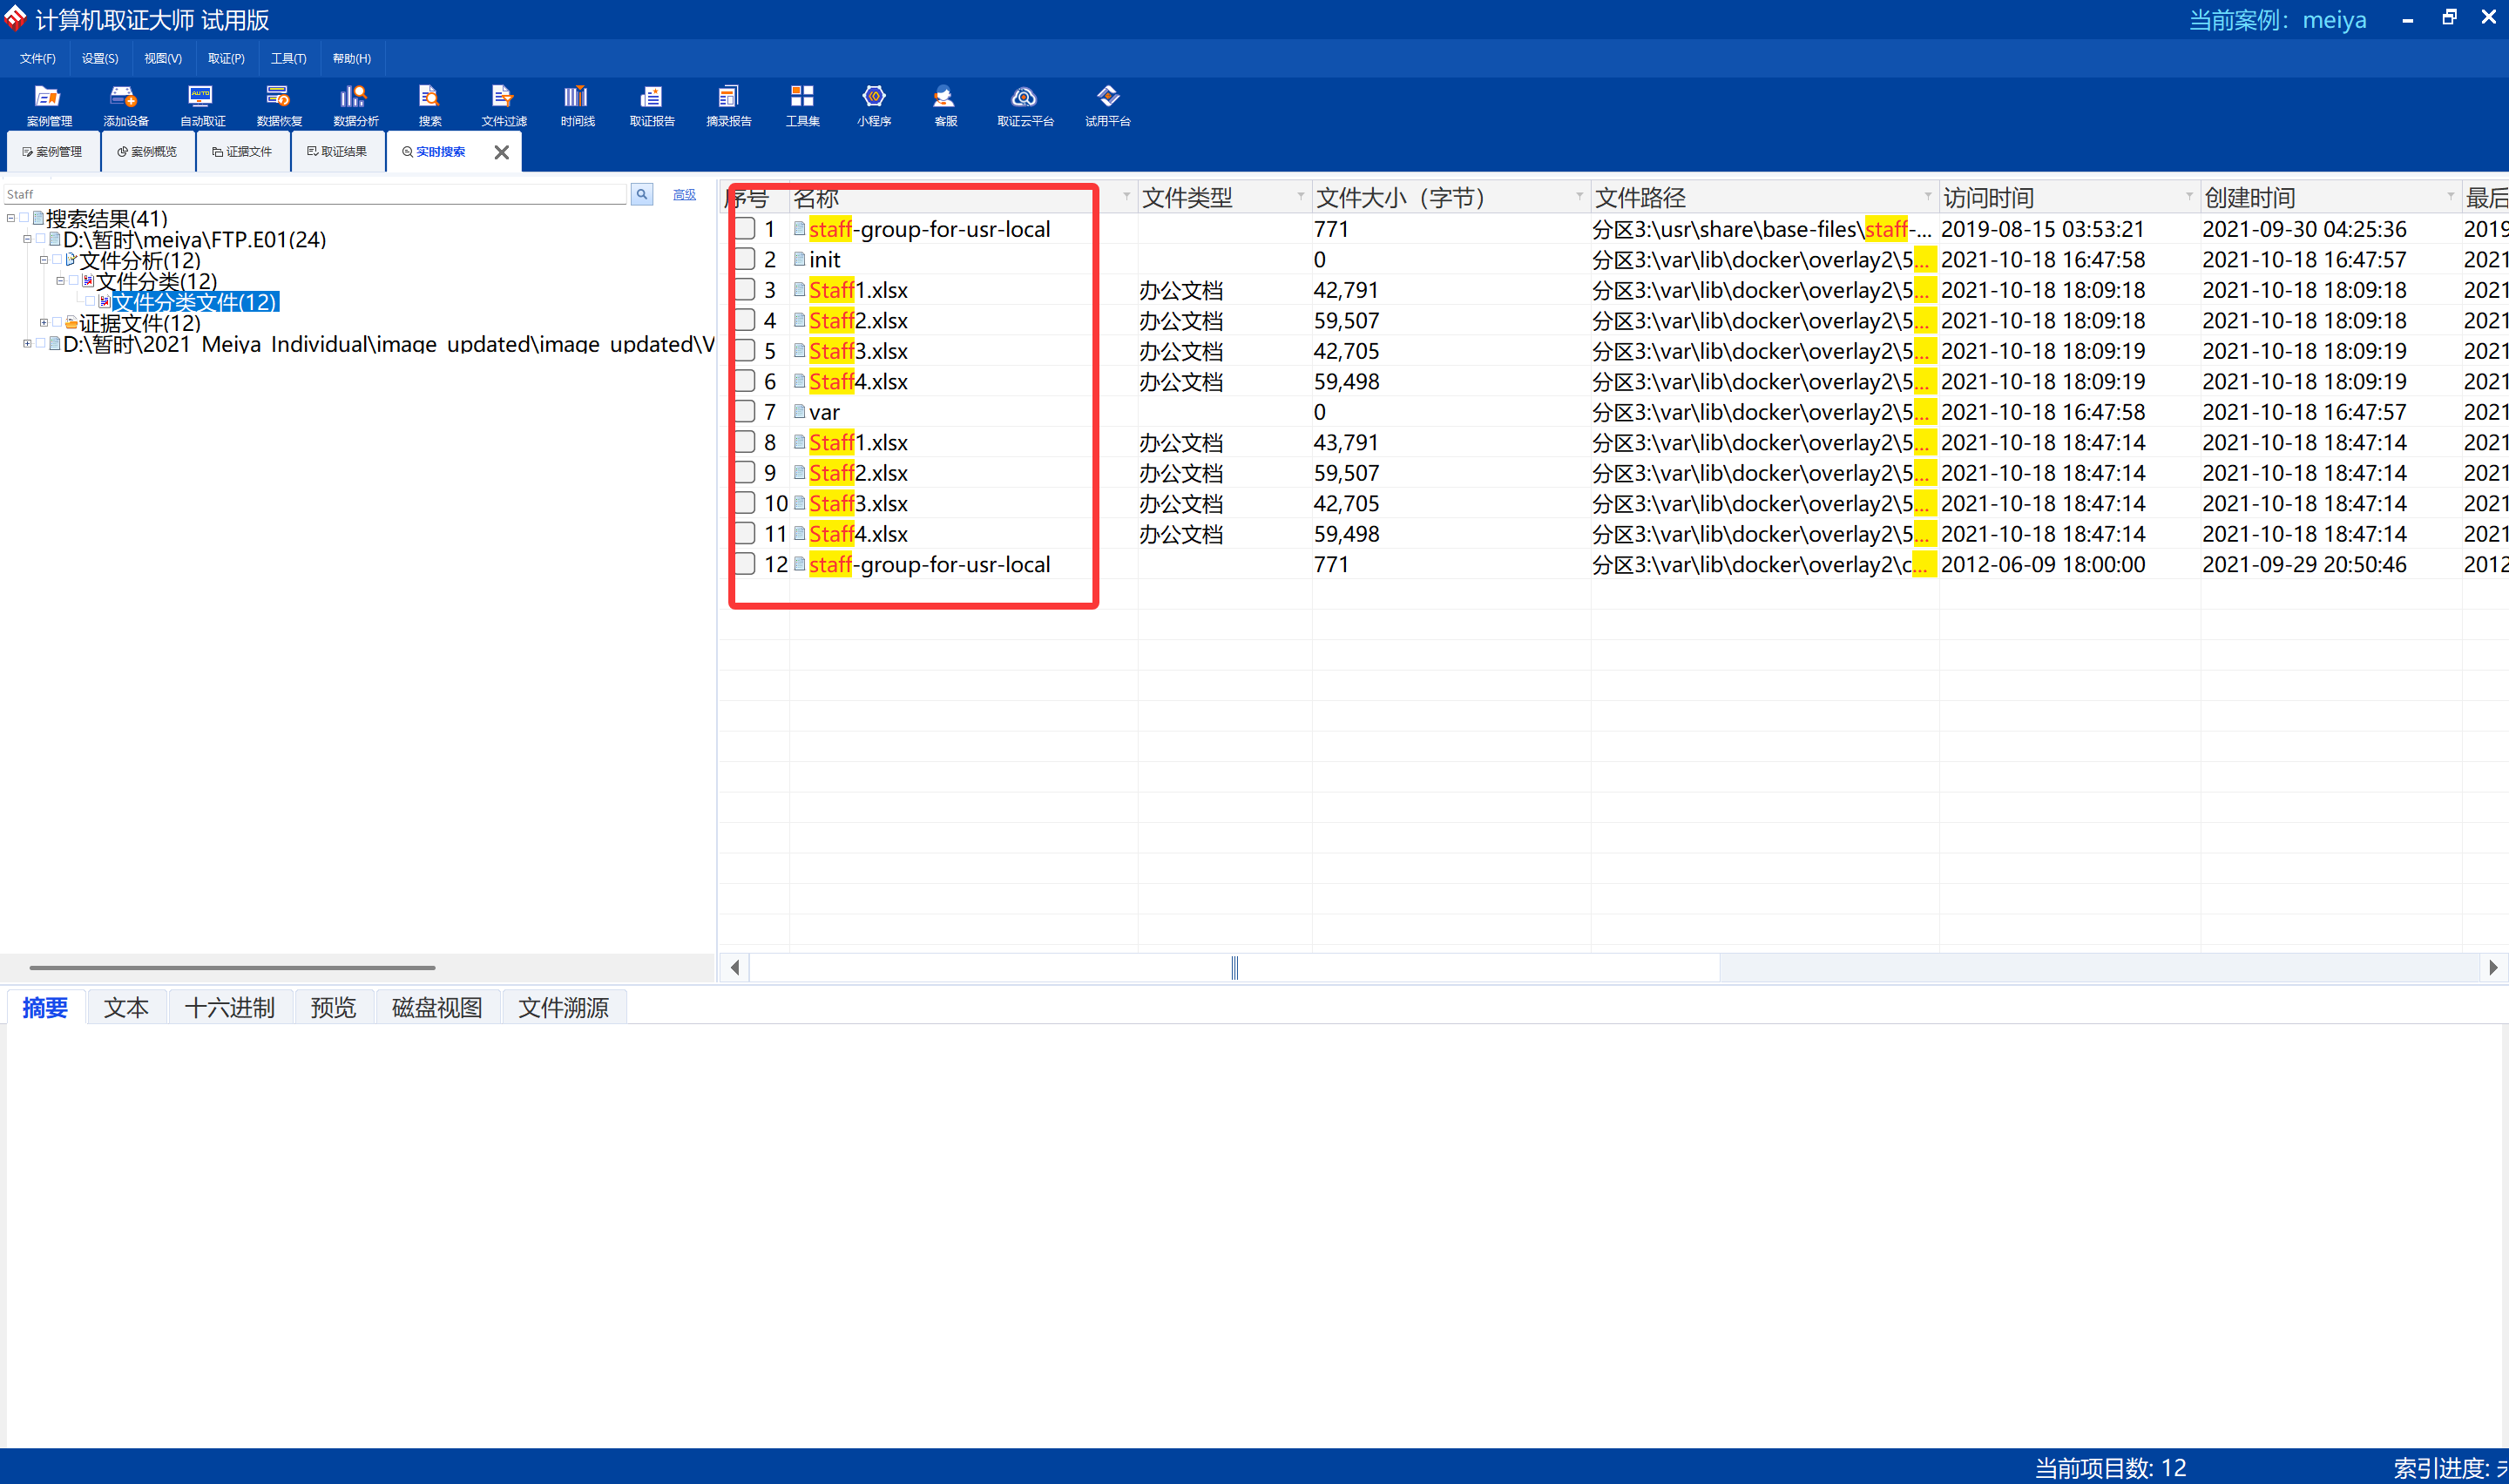 计算机取证大师 试用版
当前案例：meiya
文件(F) 设置(S) 视图(V) 取证(P) 工具(T) 帮助(H)
案例管理 添加设备 自动取证 数据恢复 数据分析 搜索 文件过滤 时间线 取证报告 摘录报告 工具集 小程序 客服 取证云平台 试用平台
案例管理 案例概览 证据文件 取证结果 实时搜索
Staff 高级
搜索结果(41)
D:\暂时\meiya\FTP.E01(24)
文件分析(12)
文件分类(12)
文件分类文件(12)
证据文件(12)
D:\暂时\2021_Meiya_Individual\image_updated\image_updated\V
序号 名称 文件类型 文件大小（字节） 文件路径 访问时间 创建时间 最后
1 staff-group-for-usr-local 771 分区3:\usr\share\base-files\staff-... 2019-08-15 03:53:21 2021-09-30 04:25:36 2019
2 init 0 分区3:\var\lib\docker\overlay2\5... 2021-10-18 16:47:58 2021-10-18 16:47:57 2021
3 Staff1.xlsx 办公文档 42,791 分区3:\var\lib\docker\overlay2\5... 2021-10-18 18:09:18 2021-10-18 18:09:18 2021
4 Staff2.xlsx 办公文档 59,507 分区3:\var\lib\docker\overlay2\5... 2021-10-18 18:09:18 2021-10-18 18:09:18 2021
5 Staff3.xlsx 办公文档 42,705 分区3:\var\lib\docker\overlay2\5... 2021-10-18 18:09:19 2021-10-18 18:09:19 2021
6 Staff4.xlsx 办公文档 59,498 分区3:\var\lib\docker\overlay2\5... 2021-10-18 18:09:19 2021-10-18 18:09:19 2021
7 var 0 分区3:\var\lib\docker\overlay2\5... 2021-10-18 16:47:58 2021-10-18 16:47:57 2021
8 Staff1.xlsx 办公文档 43,791 分区3:\var\lib\docker\overlay2\5... 2021-10-18 18:47:14 2021-10-18 18:47:14 2021
9 Staff2.xlsx 办公文档 59,507 分区3:\var\lib\docker\overlay2\5... 2021-10-18 18:47:14 2021-10-18 18:47:14 2021
10 Staff3.xlsx 办公文档 42,705 分区3:\var\lib\docker\overlay2\5... 2021-10-18 18:47:14 2021-10-18 18:47:14 2021
11 Staff4.xlsx 办公文档 59,498 分区3:\var\lib\docker\overlay2\5... 2021-10-18 18:47:14 2021-10-18 18:47:14 2021
12 staff-group-for-usr-local 771 分区3:\var\lib\docker\overlay2\c... 2012-06-09 18:00:00 2021-09-29 20:50:46 2012
摘要 文本 十六进制 预览 磁盘视图 文件溯源
当前项目数: 12 索引进度: